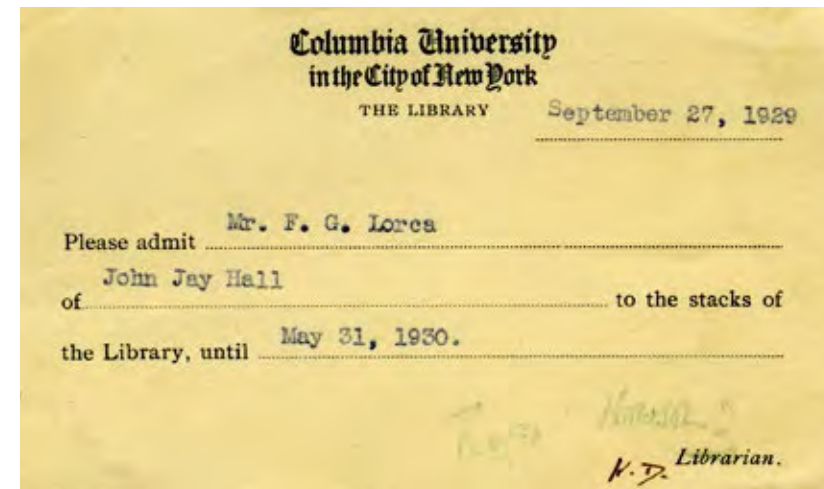 Columbia University
in the City of New York
THE LIBRARY
September 27, 1929
Please admit Mr. F. G. Lorca
of John Jay Hall to the stacks of
the Library, until May 31, 1930.
Librarian.